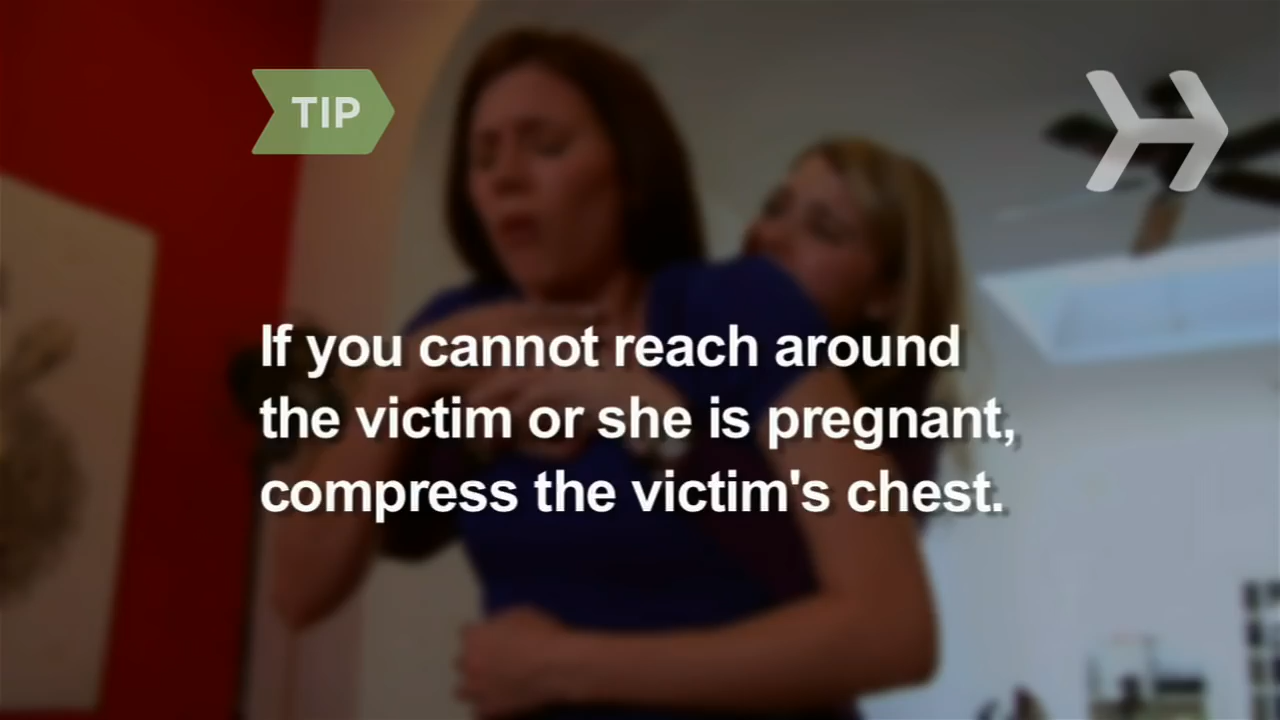 TIP
If you cannot reach around
the victim or she is pregnant,
compress the victim's chest.